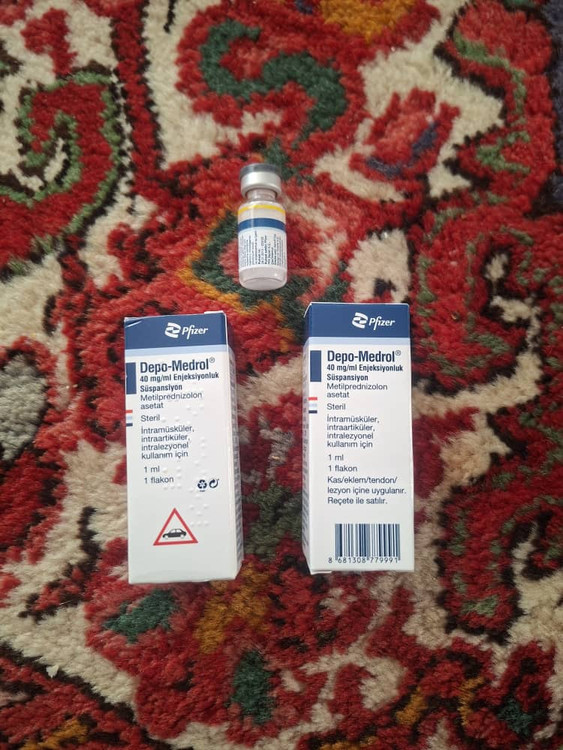 Pfizer
Depo-Medrol®
40 mg/ml Enjeksiyonluk
Süspansiyon
Metilprednizolon
asetat
Steril
İntramüsküler,
intraartiküler,
intralezyonel
kullanım için
1 ml
1 flakon
Pfizer
Depo-Medrol®
40 mg/ml Enjeksiyonluk
Süspansiyon
Metilprednizolon
asetat
Steril
İntramüsküler,
intraartiküler,
intralezyonel
kullanım için
1 ml
1 flakon
Kas/eklem/tendon/
lezyon içine uygulanır.
Reçete ile satılır.
8 681308 779991